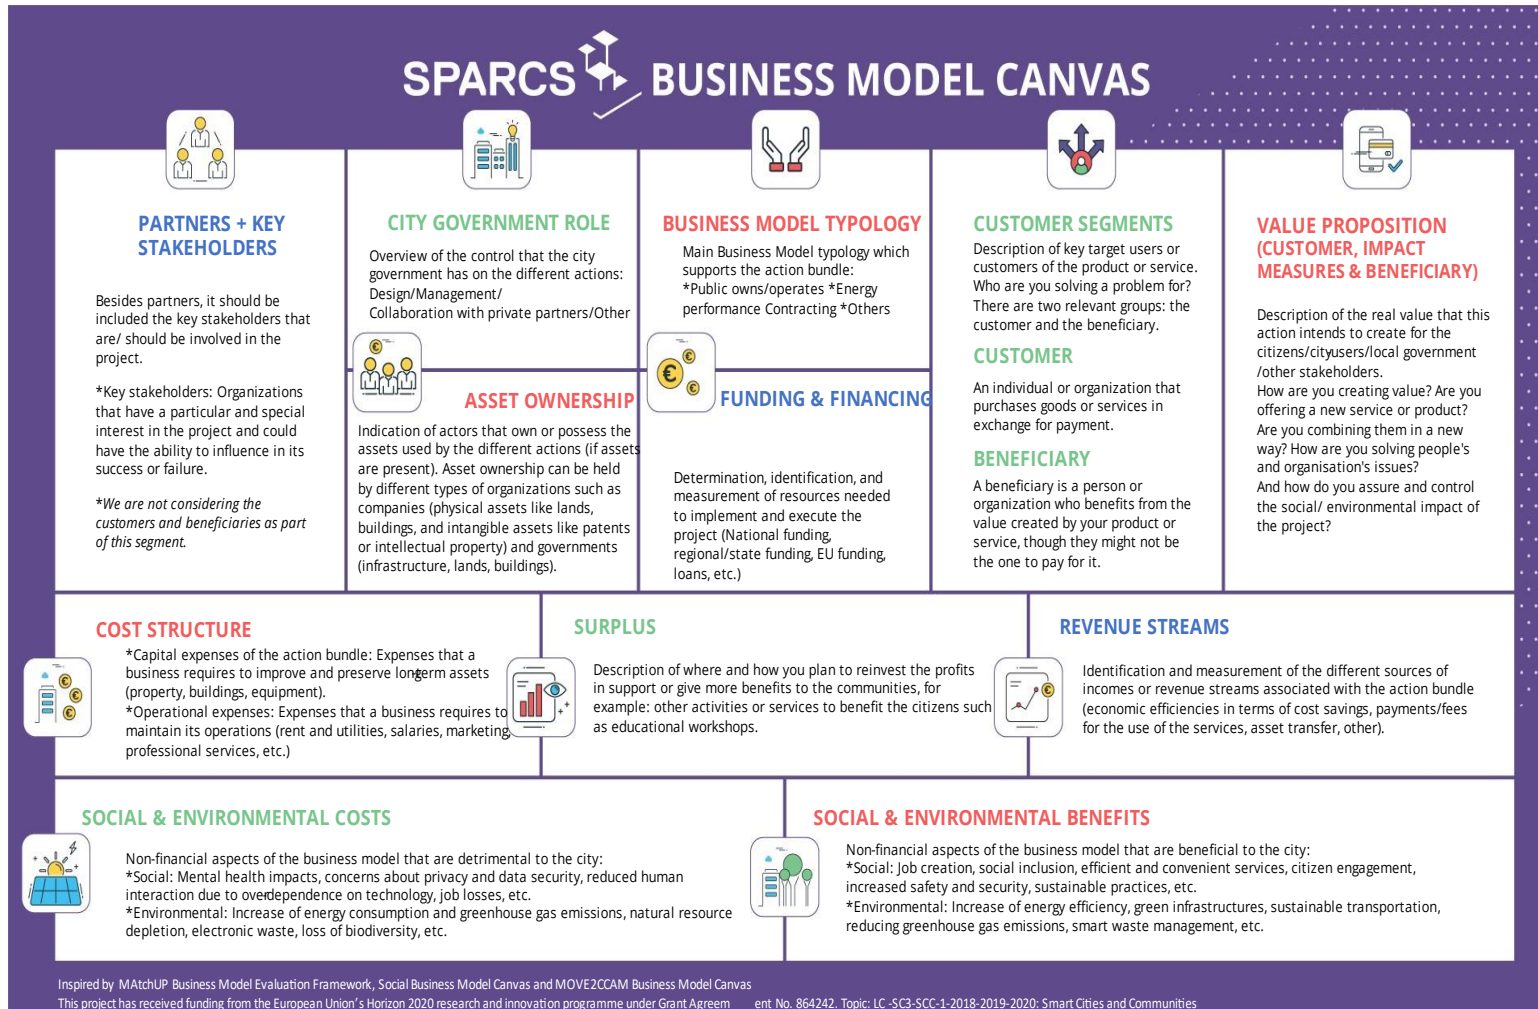 SPARCS BUSINESS MODEL CANVAS
PARTNERS + KEY
STAKEHOLDERS
Besides partners, it should be
included the key stakeholders that
are/ should be involved in the
project.
*Key stakeholders: Organizations
that have a particular and special
interest in the project and could
have the ability to influence in its
success or failure.
*We are not considering the
customers and beneficiaries as part
of this segment.
CITY GOVERNMENT ROLE
Overview of the control that the city
government has on the different actions:
Design/Management/
Collaboration with private partners/Other
ASSET OWNERSHIP
Indication of actors that own or possess the
assets used by the different actions (if assets
are present). Asset ownership can be held
by different types of organizations such as
companies (physical assets like lands,
buildings, and intangible assets like patents
or intellectual property) and governments
(infrastructure, lands, buildings).
BUSINESS MODEL TYPOLOGY
Main Business Model typology which
supports the action bundle:
*Public owns/operates *Energy
performance Contracting *Others
FUNDING & FINANCING
Determination, identification, and
measurement of resources needed
to implement and execute the
project (National funding,
regional/state funding, EU funding,
loans, etc.)
CUSTOMER SEGMENTS
Description of key target users or
customers of the product or service.
Who are you solving a problem for?
There are two relevant groups: the
customer and the beneficiary.
CUSTOMER
An individual or organization that
purchases goods or services in
exchange for payment.
BENEFICIARY
A beneficiary is a person or
organization who benefits from the
value created by your product or
service, though they might not be
the one to pay for it.
VALUE PROPOSITION
(CUSTOMER, IMPACT
MEASURES & BENEFICIARY)
Description of the real value that this
action intends to create for the
citizens/cityusers/local government
/other stakeholders.
How are you creating value? Are you
offering a new service or product?
Are you combining them in a new
way? How are you solving people's
and organisation's issues?
And how do you assure and control
the social/ environmental impact of
the project?
COST STRUCTURE
*Capital expenses of the action bundle: Expenses that a
business requires to improve and preserve long-term assets
(property, buildings, equipment).
*Operational expenses: Expenses that a business requires to
maintain its operations (rent and utilities, salaries, marketing,
professional services, etc.)
SURPLUS
Description of where and how you plan to reinvest the profits
in support or give more benefits to the communities, for
example: other activities or services to benefit the citizens such
as educational workshops.
REVENUE STREAMS
Identification and measurement of the different sources of
incomes or revenue streams associated with the action bundle
(economic efficiencies in terms of cost savings, payments/fees
for the use of the services, asset transfer, other).
SOCIAL & ENVIRONMENTAL COSTS
Non-financial aspects of the business model that are detrimental to the city:
*Social: Mental health impacts, concerns about privacy and data security, reduced human
interaction due to over-dependence on technology, job losses, etc.
*Environmental: Increase of energy consumption and greenhouse gas emissions, natural resource
depletion, electronic waste, loss of biodiversity, etc.
SOCIAL & ENVIRONMENTAL BENEFITS
Non-financial aspects of the business model that are beneficial to the city:
*Social: Job creation, social inclusion, efficient and convenient services, citizen engagement,
increased safety and security, sustainable practices, etc.
*Environmental: Increase of energy efficiency, green infrastructures, sustainable transportation,
reducing greenhouse gas emissions, smart waste management, etc.
Inspired by MAtchUP Business Model Evaluation Framework, Social Business Model Canvas and MOVE2CCAM Business Model Canvas
This project has received funding from the European Union's Horizon 2020 research and innovation programme under Grant Agreem ent No. 864242. Topic: LC -SC3-SCC-1-2018-2019-2020: Smart Cities and Communities